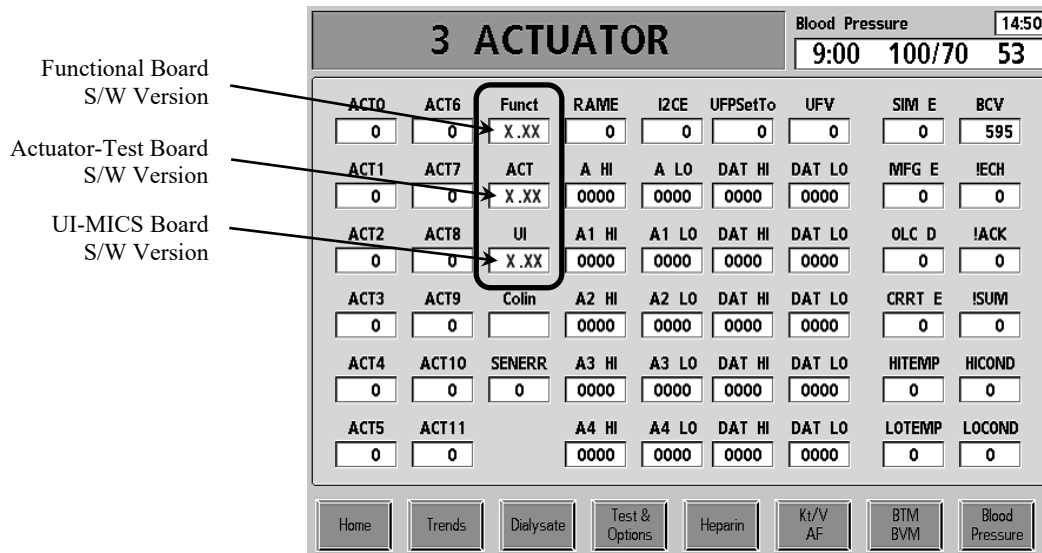 Functional Board
S/W Version
Actuator-Test Board
S/W Version
UI-MICS Board
S/W Version
3 ACTUATOR
Blood Pressure 14:50
9:00 100/70 53
ACT0 ACT6 Funct RAME I2CE UFPSetTo UFV SIM E BCV
0 0 X.XX 0 0 0 0 0 595
ACT1 ACT7 ACT A HI A LO DAT HI DAT LO MFG E !ECH
0 0 X.XX 0000 0000 0000 0000 0 0
ACT2 ACT8 UI A1 HI A1 LO DAT HI DAT LO OLC D !ACK
0 0 X.XX 0000 0000 0000 0000 0 0
ACT3 ACT9 Colin A2 HI A2 LO DAT HI DAT LO CRRT E !SUM
0 0 0000 0000 0000 0000 0 0
ACT4 ACT10 SENERR A3 HI A3 LO DAT HI DAT LO HITEMP HICOND
0 0 0 0000 0000 0000 0000 0 0
ACT5 ACT11 A4 HI A4 LO DAT HI DAT LO LOTEMP LOCOND
0 0 0000 0000 0000 0000 0 0
Home Trends Dialysate Test & Options Heparin Kt/V AF BTM BVM Blood Pressure